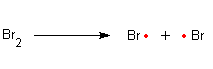 Br₂ ⟶ Br• + •Br